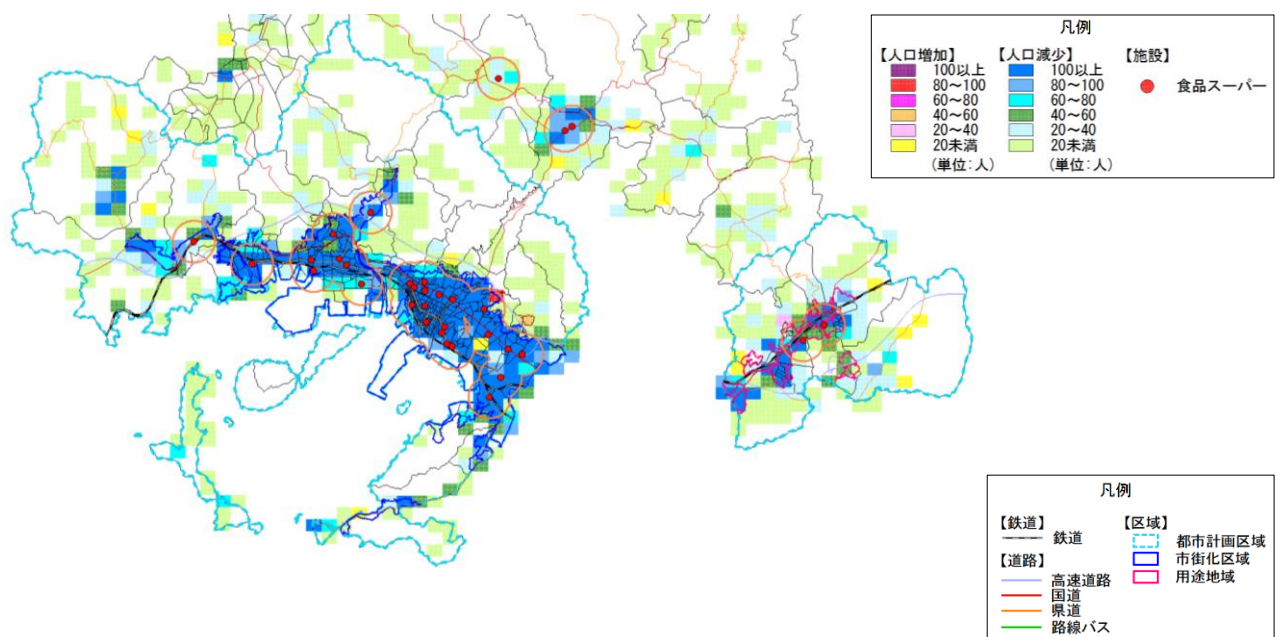 凡例
【人口増加】 【人口減少】 【施設】
100以上 100以上 食品スーパー
80～100 80～100
60～80 60～80
40～60 40～60
20～40 20～40
20未満 20未満
(単位：人) (単位：人)
凡例
【鉄道】 【区域】
鉄道 都市計画区域
【道路】 市街化区域
高速道路 用途地域
国道
県道
路線バス